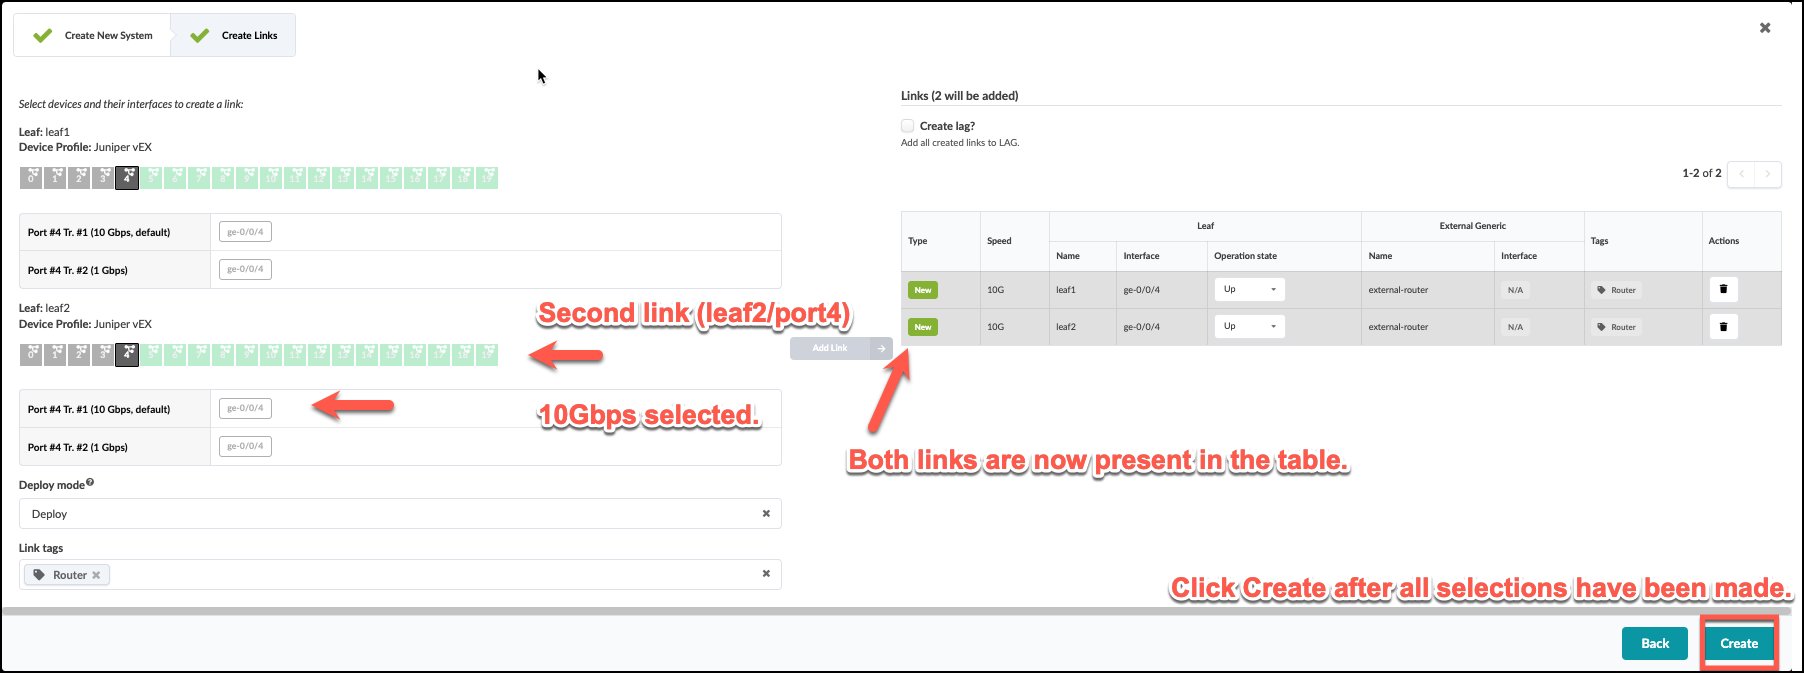 Create New System
Create Links
Select devices and their interfaces to create a link:
Leaf: leaf1
Device Profile: Juniper vEX
0 1 2 3 4 5 6 7 8 9 10 11 12 13 14 15 16 17 18 19
Port #4 Tr. #1 (10 Gbps, default) ge-0/0/4
Port #4 Tr. #2 (1 Gbps) ge-0/0/4
Leaf: leaf2
Device Profile: Juniper vEX
0 1 2 3 4 5 6 7 8 9 10 11 12 13 14 15 16 17 18 19
Second link (leaf2/port4)
Port #4 Tr. #1 (10 Gbps, default) ge-0/0/4
10Gbps selected.
Port #4 Tr. #2 (1 Gbps) ge-0/0/4
Deploy mode
Deploy
Link tags
Router
Add Link
Links (2 will be added)
Create lag?
Add all created links to LAG.
1-2 of 2
Type Speed Leaf External Generic Tags Actions
Name Interface Operation state Name Interface
New 10G leaf1 ge-0/0/4 Up external-router N/A Router
New 10G leaf2 ge-0/0/4 Up external-router N/A Router
Both links are now present in the table.
Click Create after all selections have been made.
Back
Create